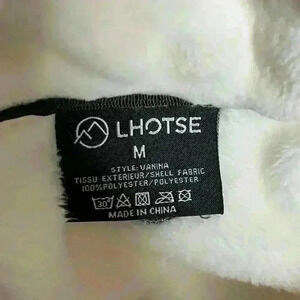 LHOTSE
M
STYLE: VANINA
TISSU EXTERIEUR/SHELL FABRIC
100%POLYESTER/POLYESTER
30°
MADE IN CHINA